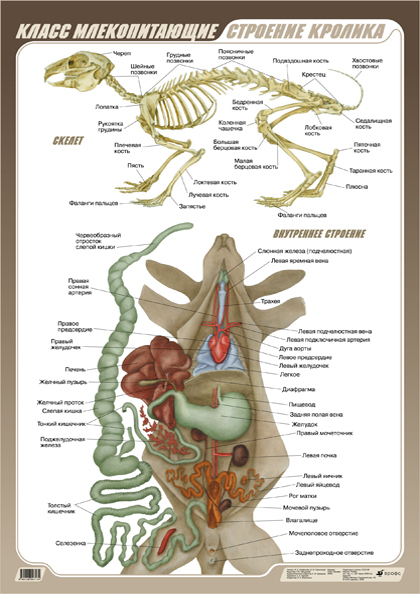 КЛАСС МЛЕКОПИТАЮЩИЕ / СТРОЕНИЕ КРОЛИКА
Череп
Шейные
позвонки
Грудные
позвонки
Поясничные
позвонки
Подвздошная кость
Крестец
Хвостовые
позвонки
Лопатка
Рукоятка
грудины
Плечевая
кость
Бедренная
кость
Коленная
чашечка
Большая
берцовая кость
Малая
берцовая кость
Лобковая
кость
Седалищная
кость
Пяточная
кость
Таранная кость
Плюсна
СКЕЛЕТ
Пясть
Локтевая кость
Лучевая кость
Фаланги пальцев
Запястье
Фаланги пальцев
ВНУТРЕННЕЕ СТРОЕНИЕ
Червеобразный
отросток
слепой кишки
Слюнная железа (подчелюстная)
Левая яремная вена
Правая
сонная
артерия
Трахея
Правое
предсердие
Правый
желудочек
Печень
Желчный пузырь
Желчный проток
Слепая кишка
Тонкий кишечник
Поджелудочная
железа
Толстый
кишечник
Селезенка
Левая подчелюстная вена
Левая подключичная артерия
Дуга аорты
Левое предсердие
Левый желудочек
Легкое
Диафрагма
Пищевод
Задняя полая вена
Желудок
Правый мочеточник
Левая почка
Левый яичник
Левый яйцевод
Рог матки
Мочевой пузырь
Влагалище
Мочеполовое отверстие
Заднепроходное отверстие